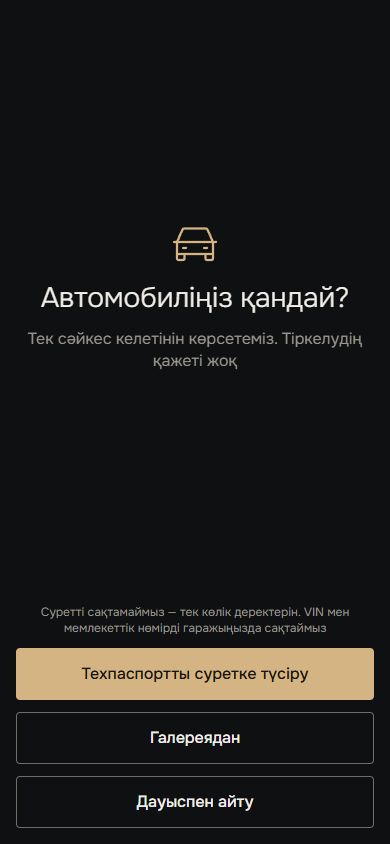 Автомобиліңіз қандай?
Тек сәйкес келетінін көрсетеміз. Тіркелудің
қажеті жоқ
Суретті сақтамаймыз — тек көлік деректерін. VIN мен
мемлекеттік нөмірді гаражыңызда сақтаймыз
Техпаспортты суретке түсіру
Галереядан
Дауыспен айту